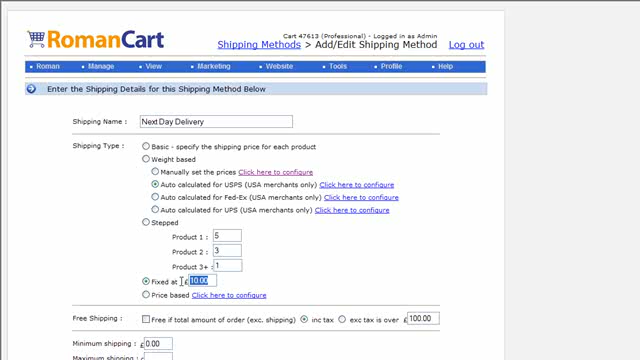 RomanCart
Cart 47613 (Professional) - Logged in as Admin
Shipping Methods > Add/Edit Shipping Method Log out
Roman Manage View Marketing Website Tools Profile Help
Enter the Shipping Details for this Shipping Method Below
Shipping Name : Next Day Delivery
Shipping Type : Basic - specify the shipping price for each product
Weight based
Manually set the prices Click here to configure
Auto calculated for USPS (USA merchants only) Click here to configure
Auto calculated for Fed-Ex (USA merchants only) Click here to configure
Auto calculated for UPS (USA merchants only) Click here to configure
Stepped
Product 1 : 5
Product 2 : 3
Product 3+ : 1
Fixed at £ 10.00
Price based Click here to configure
Free Shipping : Free if total amount of order (exc. shipping) inc tax exc tax is over £ 100.00
Minimum shipping : £ 0.00
Maximum shipping :